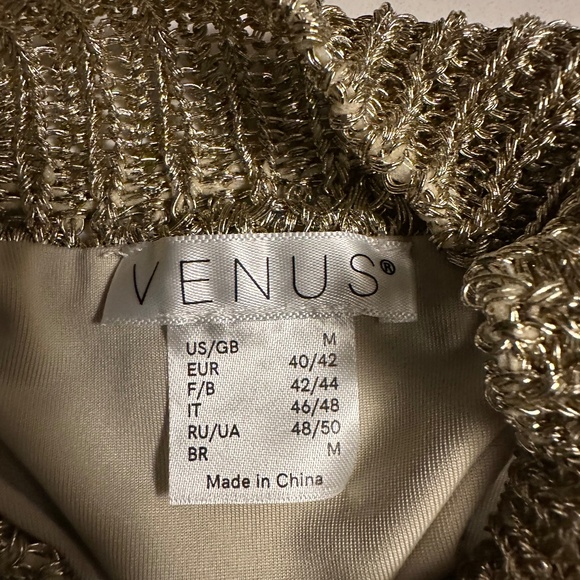 VENUS®
US/GB M
EUR 40/42
F/B 42/44
IT 46/48
RU/UA 48/50
BR M
Made in China